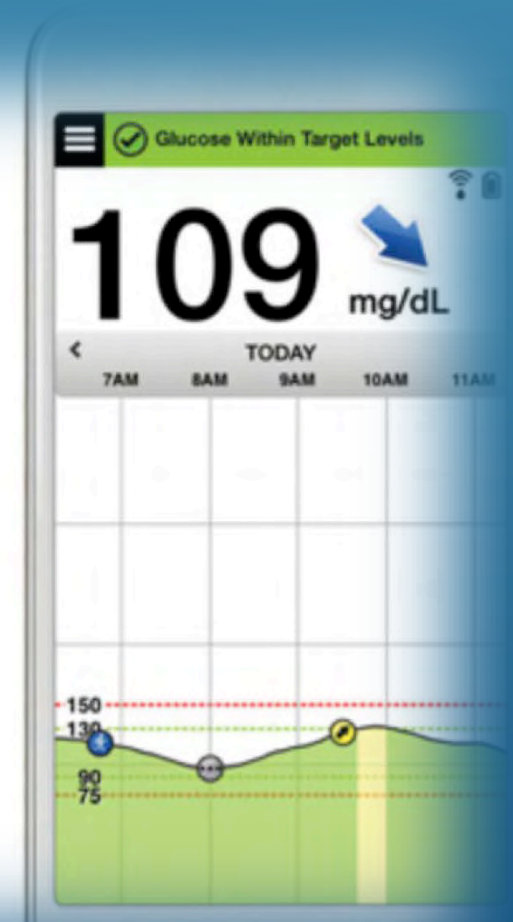 Glucose Within Target Levels
109
mg/dL
TODAY
7AM 8AM 9AM 10AM 11AM
150
130
90
75